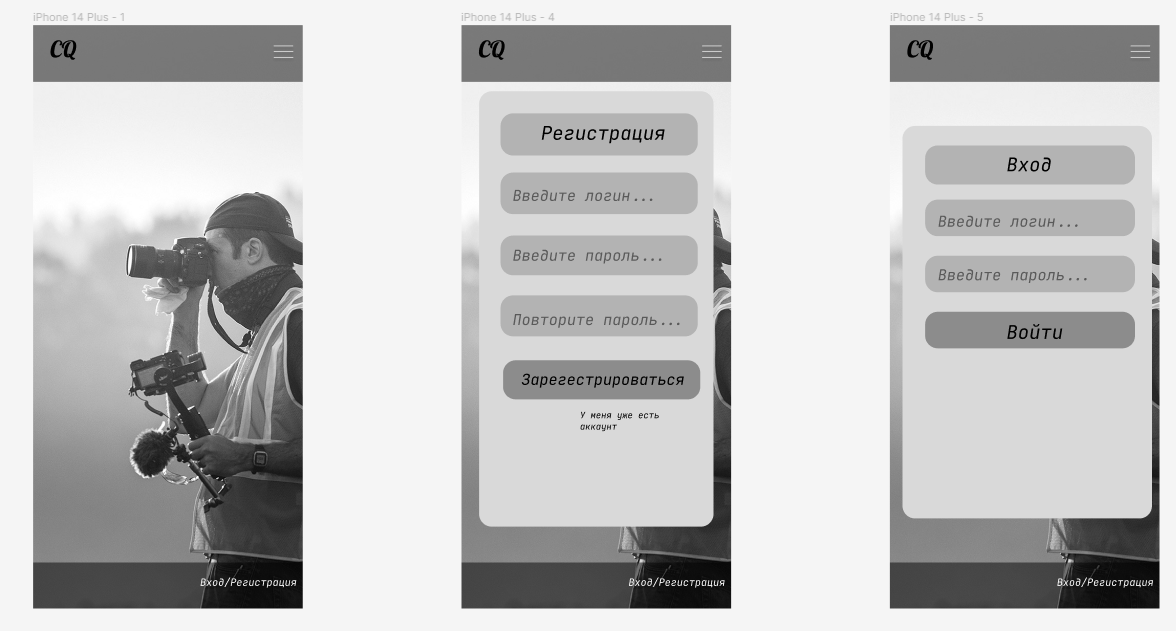 iPhone 14 Plus - 1
CQ
Вход/Регистрация
iPhone 14 Plus - 4
CQ
Регистрация
Введите логин...
Введите пароль...
Повторите пароль...
Зарегестрироваться
У меня уже есть
аккаунт
Вход/Регистрация
iPhone 14 Plus - 5
CQ
Вход
Введите логин...
Введите пароль...
Войти
Вход/Регистрация